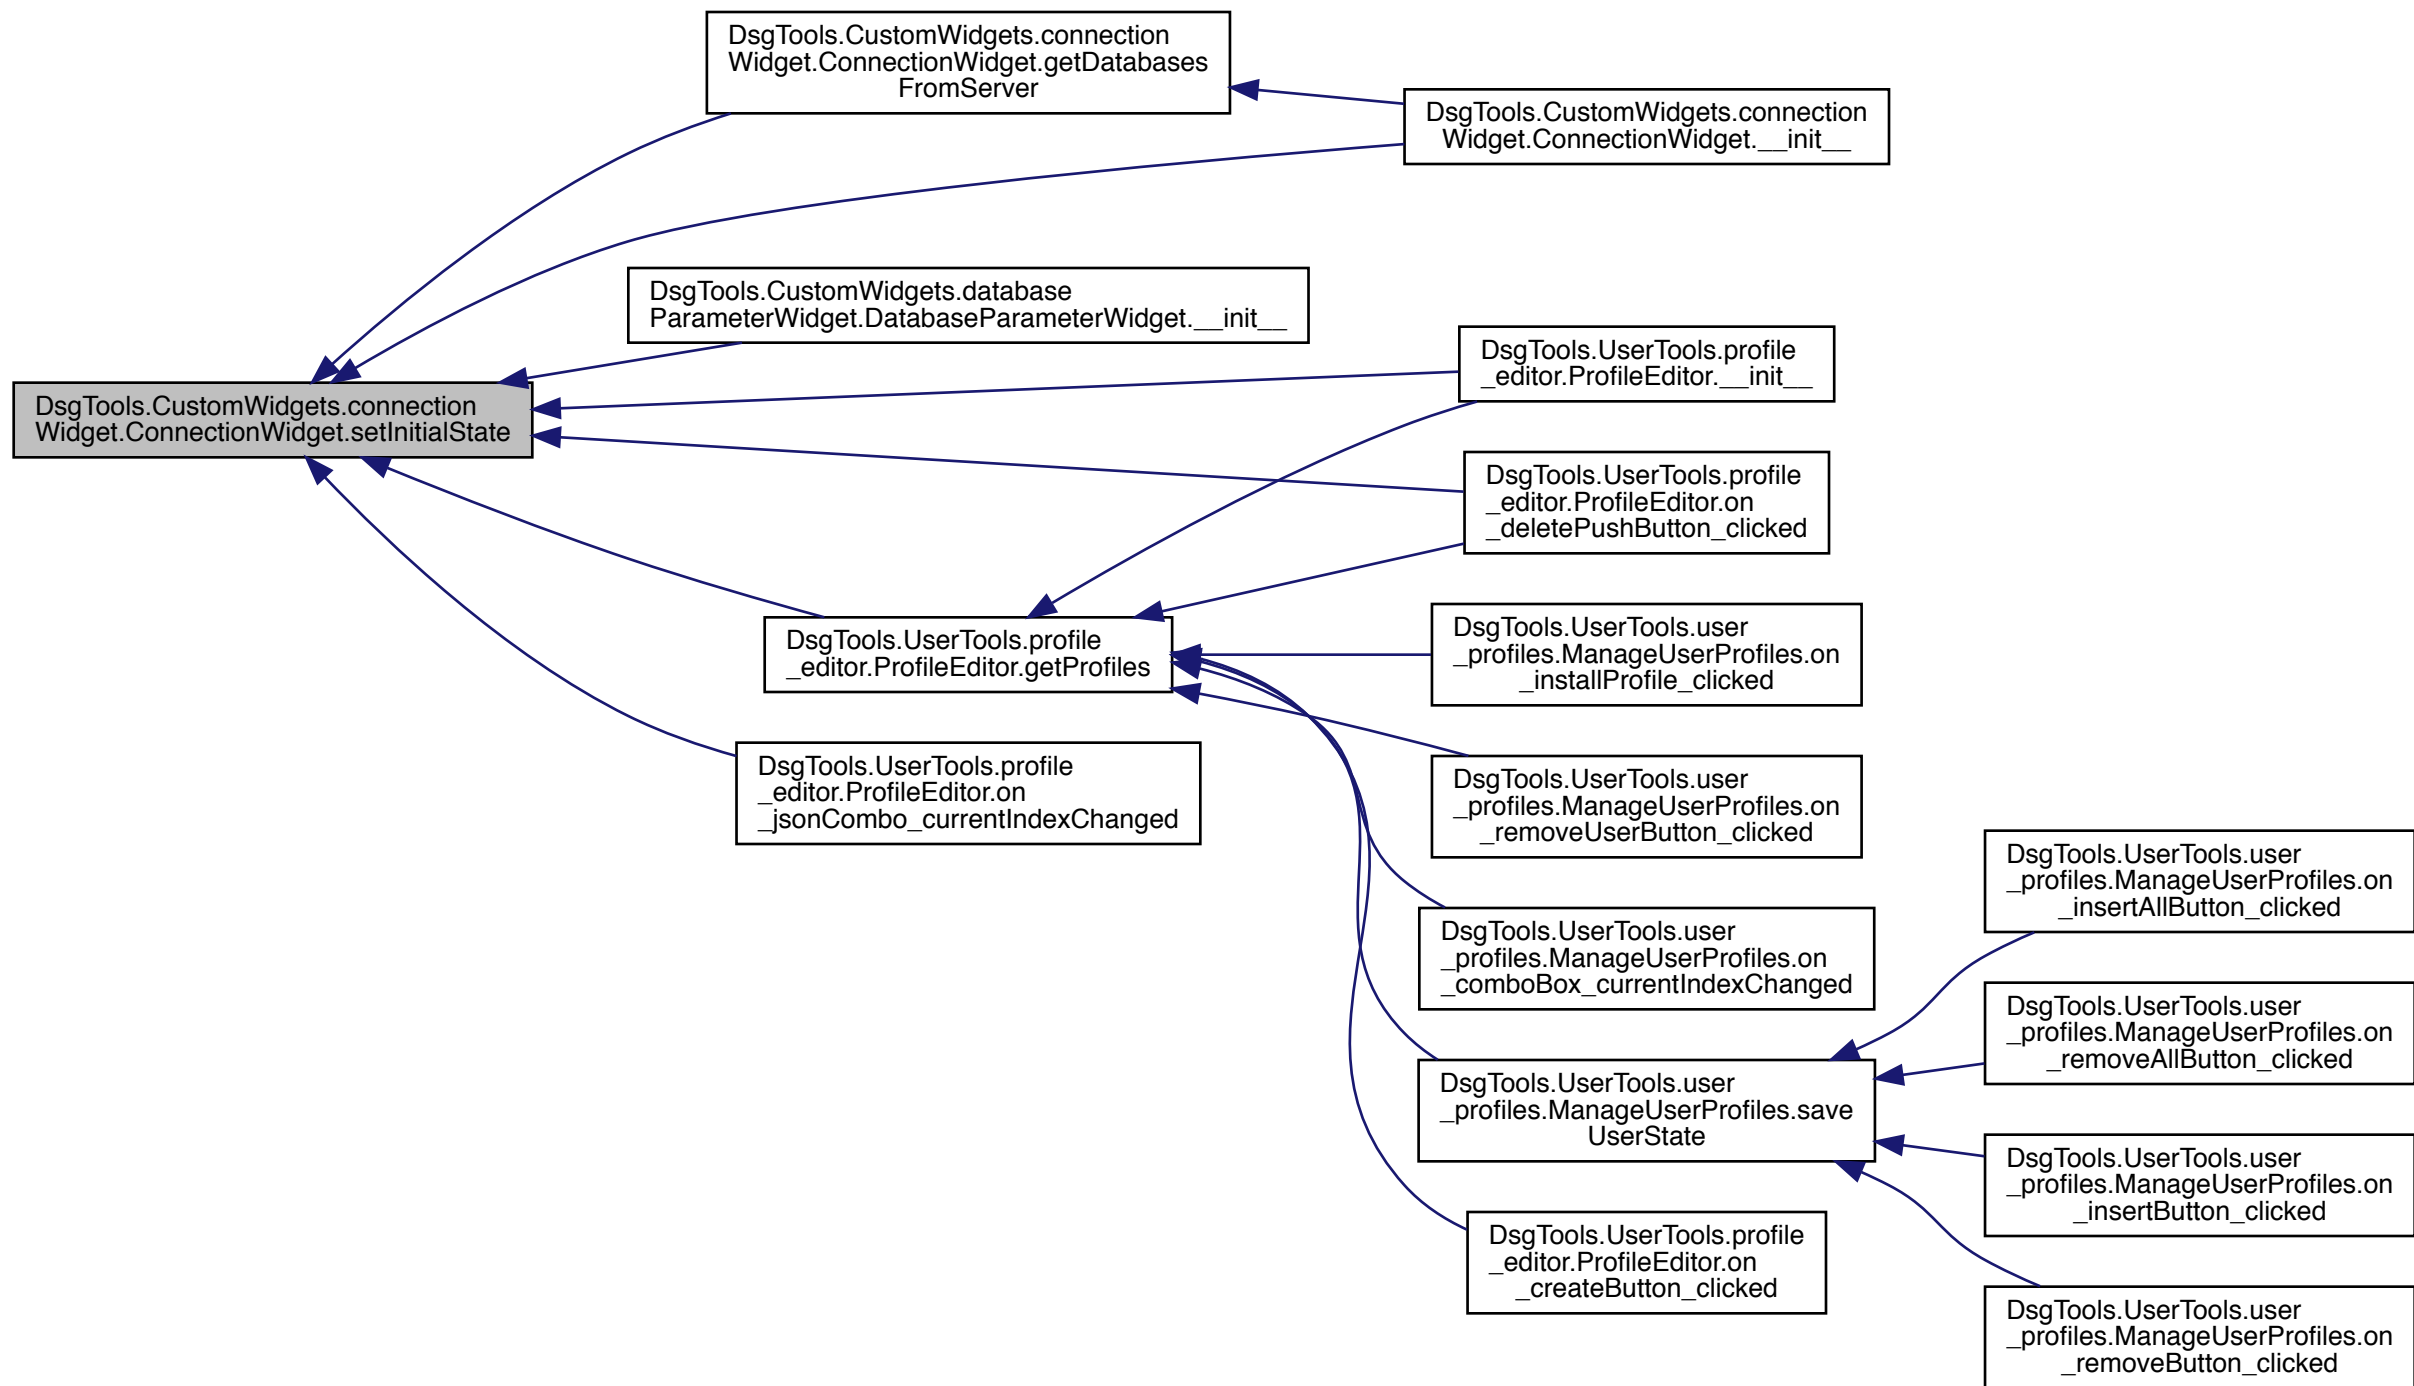 DsgTools.CustomWidgets.connection
Widget.ConnectionWidget.getDatabases
FromServer
DsgTools.CustomWidgets.connection
Widget.ConnectionWidget.__init__
DsgTools.CustomWidgets.database
ParameterWidget.DatabaseParameterWidget.__init__
DsgTools.UserTools.profile
_editor.ProfileEditor.__init__
DsgTools.CustomWidgets.connection
Widget.ConnectionWidget.setInitialState
DsgTools.UserTools.profile
_editor.ProfileEditor.on
_deletePushButton_clicked
DsgTools.UserTools.profile
_editor.ProfileEditor.getProfiles
DsgTools.UserTools.user
_profiles.ManageUserProfiles.on
_installProfile_clicked
DsgTools.UserTools.profile
_editor.ProfileEditor.on
_jsonCombo_currentIndexChanged
DsgTools.UserTools.user
_profiles.ManageUserProfiles.on
_removeUserButton_clicked
DsgTools.UserTools.user
_profiles.ManageUserProfiles.on
_comboBox_currentIndexChanged
DsgTools.UserTools.user
_profiles.ManageUserProfiles.save
UserState
DsgTools.UserTools.profile
_editor.ProfileEditor.on
_createButton_clicked
DsgTools.UserTools.user
_profiles.ManageUserProfiles.on
_insertAllButton_clicked
DsgTools.UserTools.user
_profiles.ManageUserProfiles.on
_removeAllButton_clicked
DsgTools.UserTools.user
_profiles.ManageUserProfiles.on
_insertButton_clicked
DsgTools.UserTools.user
_profiles.ManageUserProfiles.on
_removeButton_clicked